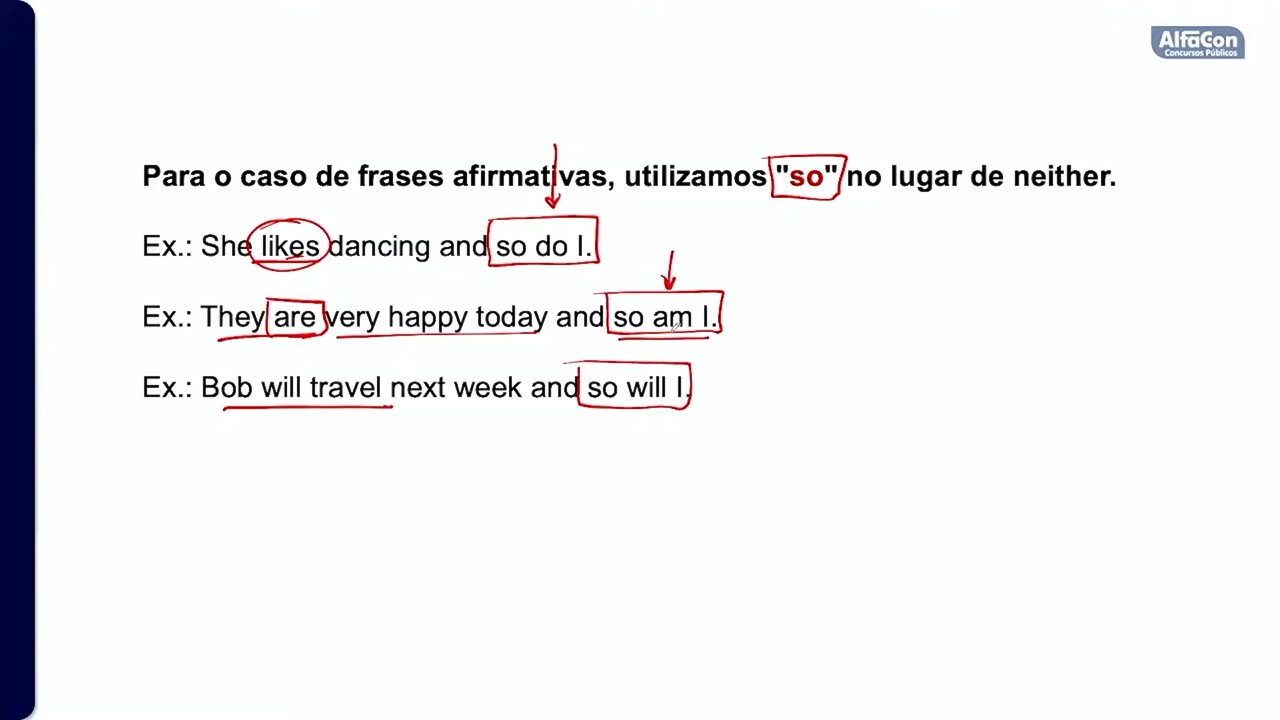 AlfaCon
Concursos Públicos
Para o caso de frases afirmativas, utilizamos "so" no lugar de neither.
Ex.: She likes dancing and so do I.
Ex.: They are very happy today and so am I.
Ex.: Bob will travel next week and so will I.